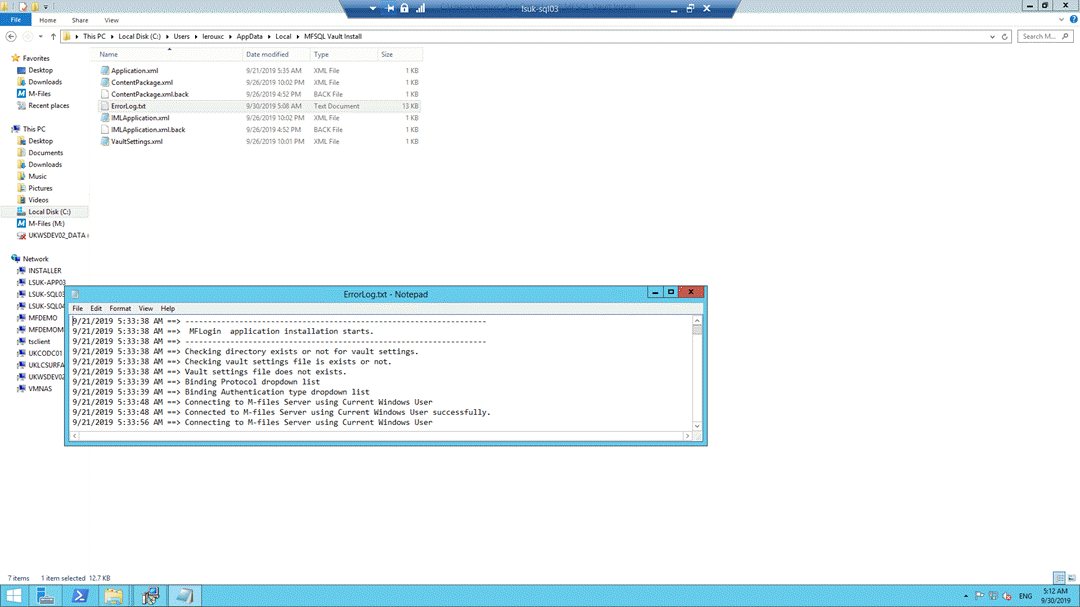 lsuk-sql03
File Home Share View
This PC Local Disk (C:) Users lerouxc AppData Local MFSQL Vault Install
Search M...
Name Date modified Type Size
Application.xml 9/21/2019 5:35 AM XML File 1 KB
ContentPackage.xml 9/26/2019 10:02 PM XML File 1 KB
ContentPackage.xml.back 9/26/2019 4:52 PM BACK File 1 KB
ErrorLog.txt 9/30/2019 5:08 AM Text Document 13 KB
IMLApplication.xml 9/26/2019 10:02 PM XML File 1 KB
IMLApplication.xml.back 9/26/2019 4:52 PM BACK File 1 KB
VaultSettings.xml 9/26/2019 10:01 PM XML File 1 KB
Favorites
Desktop
Downloads
M-Files
Recent places
This PC
Desktop
Documents
Downloads
Music
Pictures
Videos
Local Disk (C:)
M-Files (M:)
UKWSDEV02_DATA (
Network
INSTALLER
LSUK-APP03
LSUK-SQL03
LSUK-SQL04
MFDEMO
MFDEMOM
tsclient
UKCODC01
UKLCSURFA
UKWSDEV02
VMNAS
ErrorLog.txt - Notepad
File Edit Format View Help
9/21/2019 5:33:38 AM ==> -----------------------------------------------------------------
9/21/2019 5:33:38 AM ==> MFLogin application installation starts.
9/21/2019 5:33:38 AM ==> -----------------------------------------------------------------
9/21/2019 5:33:38 AM ==> Checking directory exists or not for vault settings.
9/21/2019 5:33:38 AM ==> Checking vault settings file is exists or not.
9/21/2019 5:33:38 AM ==> Vault settings file does not exists.
9/21/2019 5:33:39 AM ==> Binding Protocol dropdown list
9/21/2019 5:33:39 AM ==> Binding Authentication type dropdown list
9/21/2019 5:33:48 AM ==> Connecting to M-files Server using Current Windows User
9/21/2019 5:33:48 AM ==> Connected to M-files Server using Current Windows User successfully.
9/21/2019 5:33:56 AM ==> Connecting to M-files Server using Current Windows User
7 items 1 item selected 12.7 KB
ENG
5:12 AM
9/30/2019